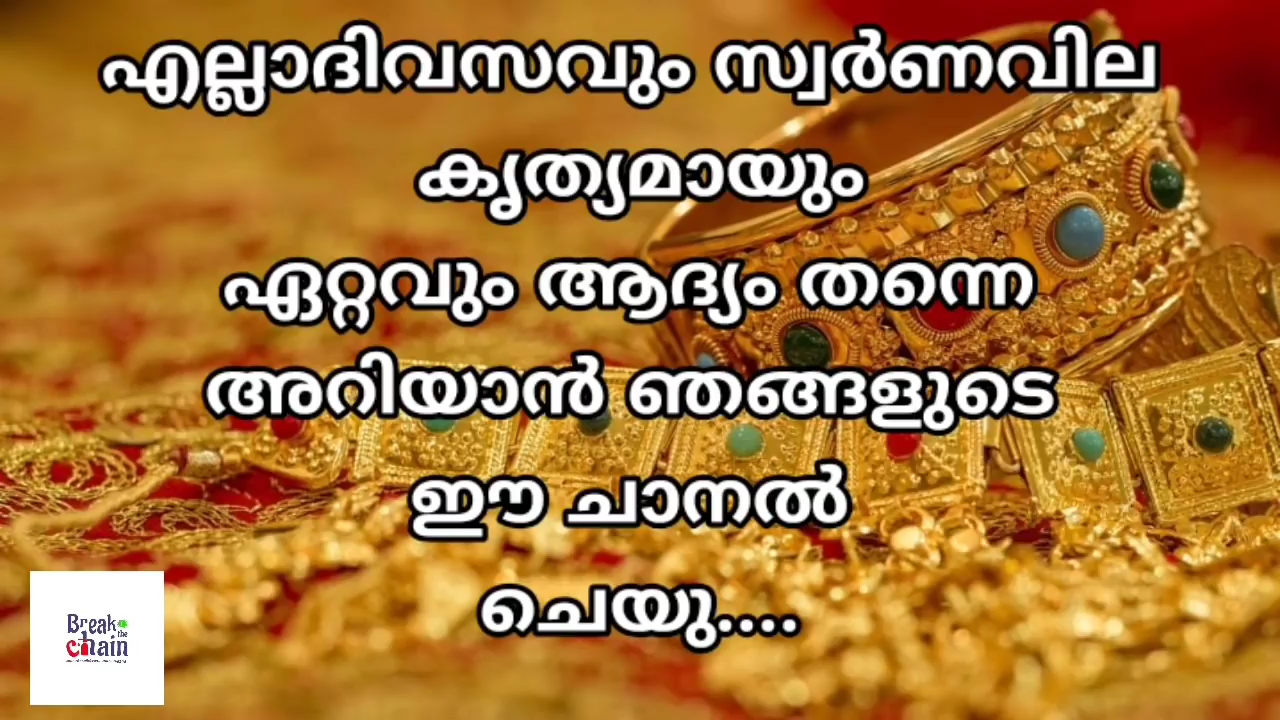 എല്ലാദിവസവും സ്വർണവില
കൃത്യമായും
ഏറ്റവും ആദ്യം തന്നെ
അറിയാൻ ഞങ്ങളുടെ
ഈ ചാനൽ
ചെയു....
Break
the
chain